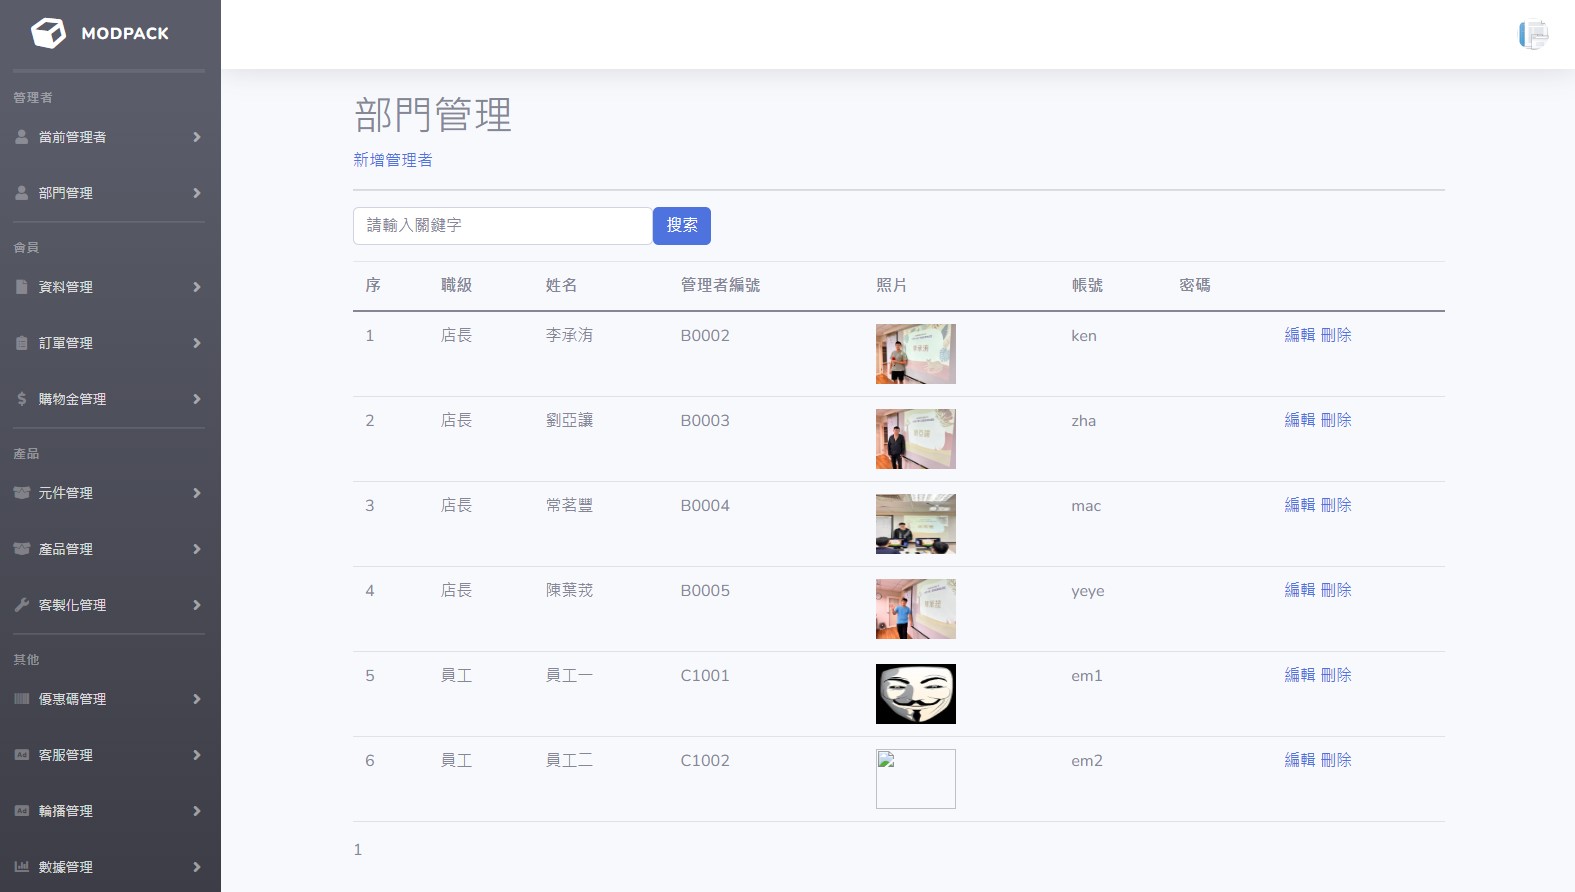 MODPACK
管理者
當前管理者
部門管理
會員
資料管理
訂單管理
購物金管理
產品
元件管理
產品管理
客製化管理
其他
優惠碼管理
客服管理
輪播管理
數據管理
部門管理
新增管理者
請輸入關鍵字 搜索
序 職級 姓名 管理者編號 照片 帳號 密碼
1 店長 李承洧 B0002 ken 編輯 刪除
2 店長 劉亞讓 B0003 zha 編輯 刪除
3 店長 常茗豐 B0004 mac 編輯 刪除
4 店長 陳葉茙 B0005 yeye 編輯 刪除
5 員工 員工一 C1001 em1 編輯 刪除
6 員工 員工二 C1002 em2 編輯 刪除
1